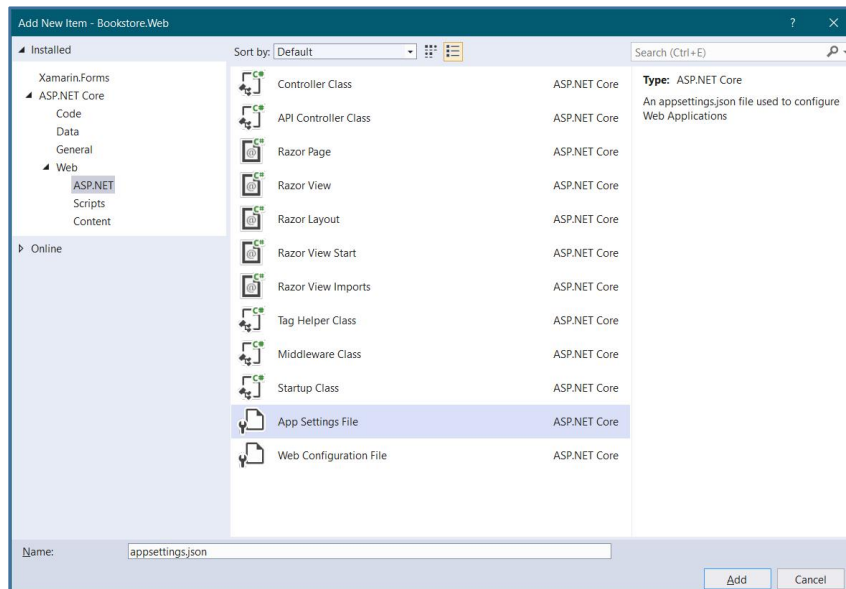 Add New Item - Bookstore.Web
?
Installed
Xamarin.Forms
ASP.NET Core
Code
Data
General
Web
ASP.NET
Scripts
Content
Online
Sort by: Default
Controller Class ASP.NET Core
API Controller Class ASP.NET Core
Razor Page ASP.NET Core
Razor View ASP.NET Core
Razor Layout ASP.NET Core
Razor View Start ASP.NET Core
Razor View Imports ASP.NET Core
Tag Helper Class ASP.NET Core
Middleware Class ASP.NET Core
Startup Class ASP.NET Core
App Settings File ASP.NET Core
Web Configuration File ASP.NET Core
Search (Ctrl+E)
Type: ASP.NET Core
An appsettings.json file used to configure
Web Applications
Name: appsettings.json
Add Cancel